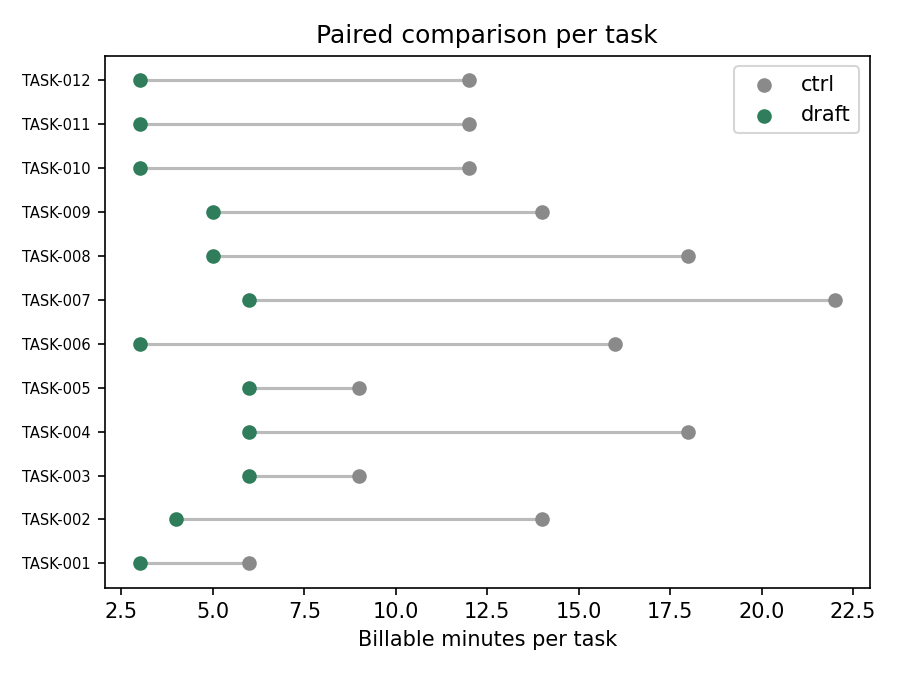 Paired comparison per task
ctrl
draft
TASK-012
TASK-011
TASK-010
TASK-009
TASK-008
TASK-007
TASK-006
TASK-005
TASK-004
TASK-003
TASK-002
TASK-001
2.5 5.0 7.5 10.0 12.5 15.0 17.5 20.0 22.5
Billable minutes per task